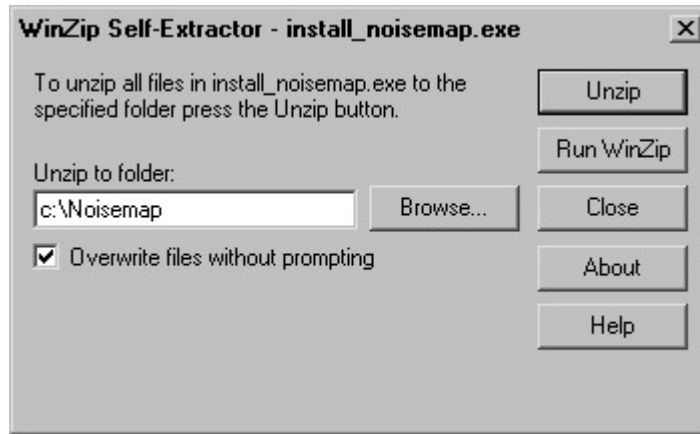 WinZip Self-Extractor - install_noisemap.exe
To unzip all files in install_noisemap.exe to the
specified folder press the Unzip button.
Unzip to folder:
c:\Noisemap
Browse...
Overwrite files without prompting
Unzip
Run WinZip
Close
About
Help